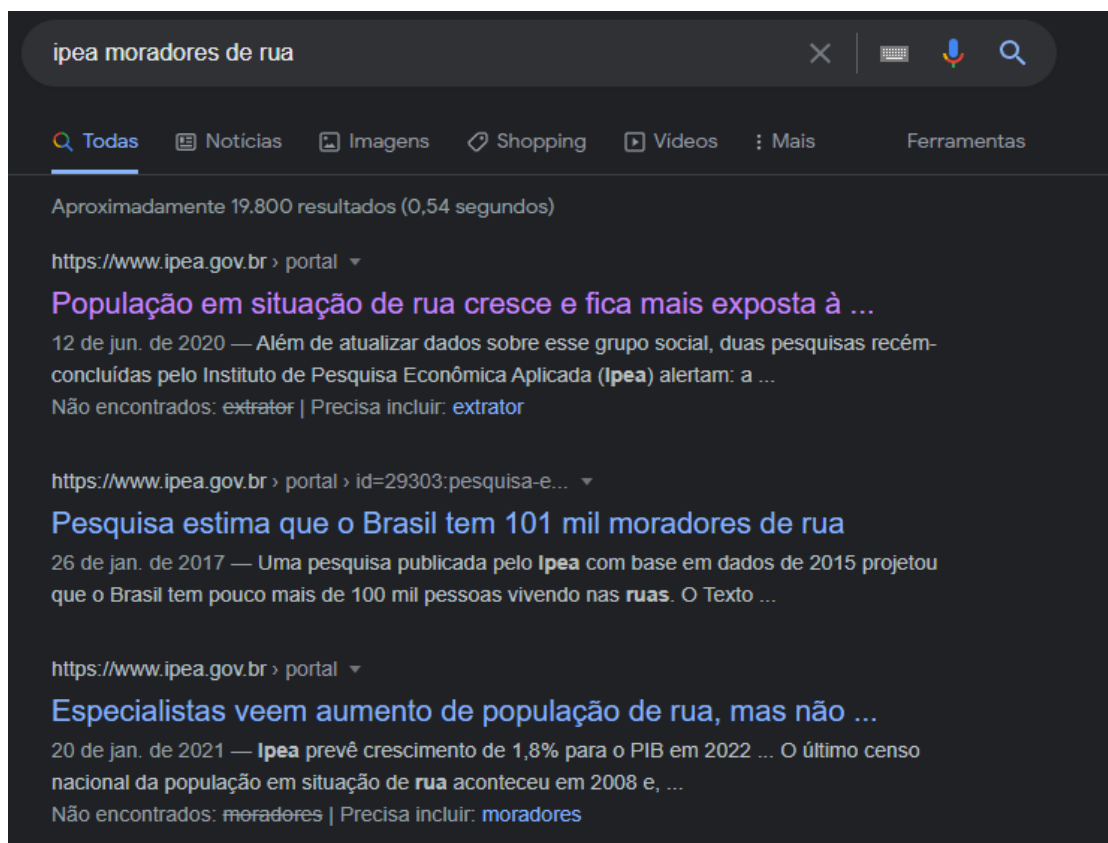 ipea moradores de rua
Todas Notícias Imagens Shopping Vídeos Mais Ferramentas
Aproximadamente 19.800 resultados (0,54 segundos)
https://www.ipea.gov.br › portal
População em situação de rua cresce e fica mais exposta à ...
12 de jun. de 2020 — Além de atualizar dados sobre esse grupo social, duas pesquisas recém-
concluídas pelo Instituto de Pesquisa Econômica Aplicada (Ipea) alertam: a ...
Não encontrados: extrator | Precisa incluir: extrator
https://www.ipea.gov.br › portal › id=29303:pesquisa-e...
Pesquisa estima que o Brasil tem 101 mil moradores de rua
26 de jan. de 2017 — Uma pesquisa publicada pelo Ipea com base em dados de 2015 projetou
que o Brasil tem pouco mais de 100 mil pessoas vivendo nas ruas. O Texto ...
https://www.ipea.gov.br › portal
Especialistas veem aumento de população de rua, mas não ...
20 de jan. de 2021 — Ipea prevê crescimento de 1,8% para o PIB em 2022 ... O último censo
nacional da população em situação de rua aconteceu em 2008 e, ...
Não encontrados: moradores | Precisa incluir: moradores